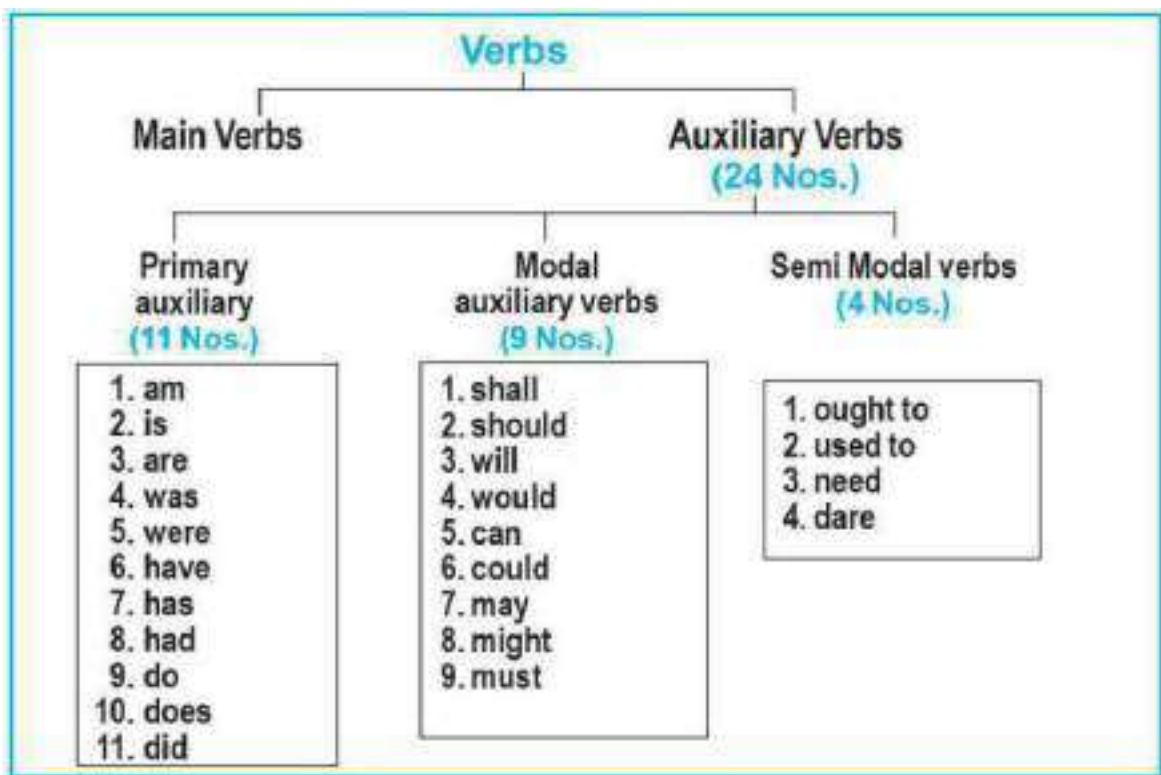 Verbs
Main Verbs
Auxiliary Verbs
(24 Nos.)
Primary
auxiliary
(11 Nos.)
1. am
2. is
3. are
4. was
5. were
6. have
7. has
8. had
9. do
10. does
11. did
Modal
auxiliary verbs
(9 Nos.)
1. shall
2. should
3. will
4. would
5. can
6. could
7. may
8. might
9. must
Semi Modal verbs
(4 Nos.)
1. ought to
2. used to
3. need
4. dare